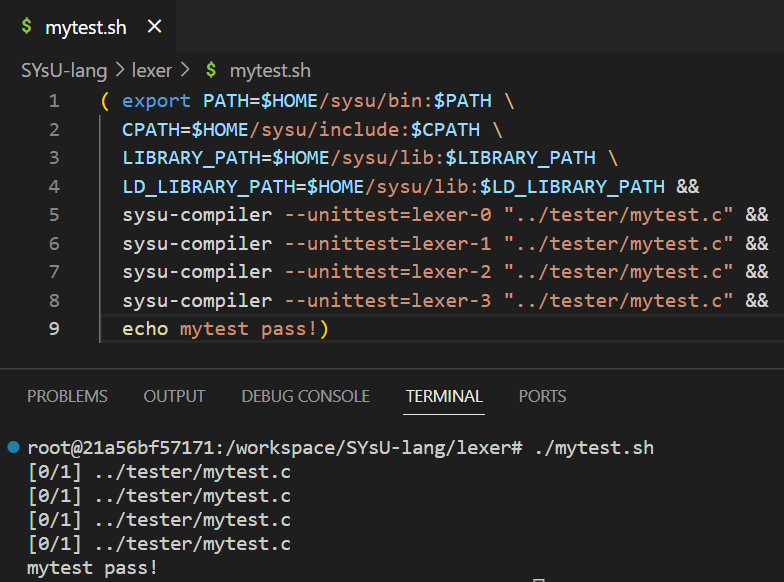 $ mytest.sh ×
SYsU-lang > lexer > $ mytest.sh
1 ( export PATH=$HOME/sysu/bin:$PATH \
2 CPATH=$HOME/sysu/include:$CPATH \
3 LIBRARY_PATH=$HOME/sysu/lib:$LIBRARY_PATH \
4 LD_LIBRARY_PATH=$HOME/sysu/lib:$LD_LIBRARY_PATH &&
5 sysu-compiler --unittest=lexer-0 "../tester/mytest.c" &&
6 sysu-compiler --unittest=lexer-1 "../tester/mytest.c" &&
7 sysu-compiler --unittest=lexer-2 "../tester/mytest.c" &&
8 sysu-compiler --unittest=lexer-3 "../tester/mytest.c" &&
9 echo mytest pass!)
PROBLEMS OUTPUT DEBUG CONSOLE TERMINAL PORTS
root@21a56bf57171:/workspace/SYsU-lang/lexer# ./mytest.sh
[0/1] ../tester/mytest.c
[0/1] ../tester/mytest.c
[0/1] ../tester/mytest.c
[0/1] ../tester/mytest.c
mytest pass!